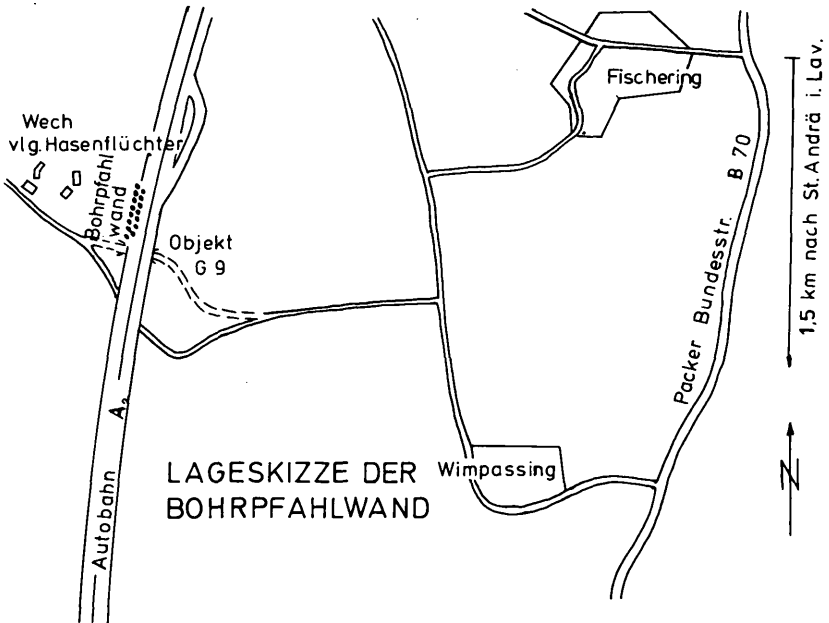 Fischering
Wech
vlg. Hasenflüchter
Bohrpfahl
wand
Objekt
G 9
Packer Bundesstr. B 70
1,5 km nach St. Andrä i. Lav.
Autobahn A2
LAGESKIZZE DER
BOHRPFAHLWAND
Wimpassing
N